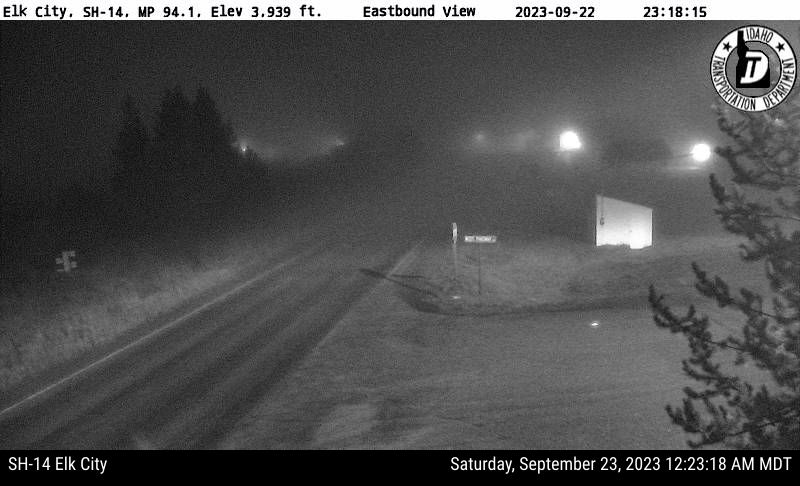 Elk City, SH-14, MP 94.1, Elev 3,939 ft. Eastbound View 2023-09-22 23:18:15
IDAHO
TRANSPORTATION DEPARTMENT
SH-14 Elk City
Saturday, September 23, 2023 12:23:18 AM MDT